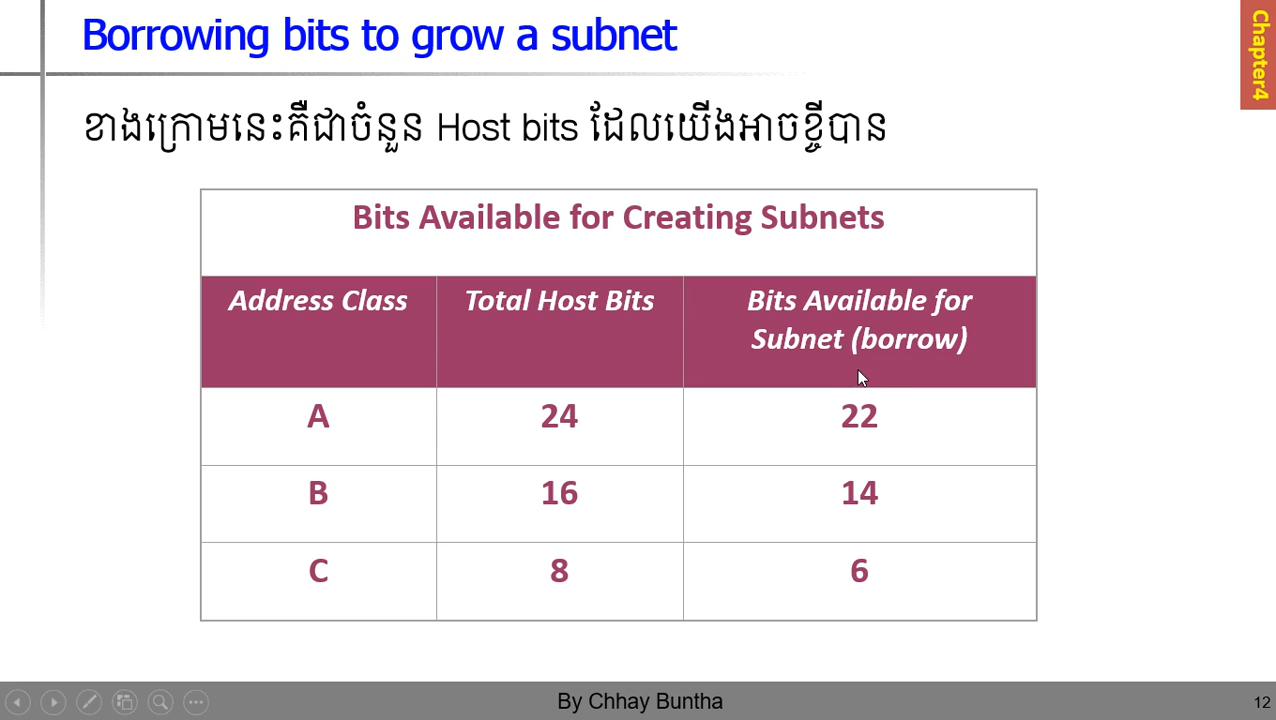 Borrowing bits to grow a subnet
Chapter4
ខាងក្រោមនេះគឺជាចំនួន Host bits ដែលយើងអាចខ្ចីបាន
Bits Available for Creating Subnets
Address Class
Total Host Bits
Bits Available for
Subnet (borrow)
A
24
22
B
16
14
C
8
6
By Chhay Buntha
12